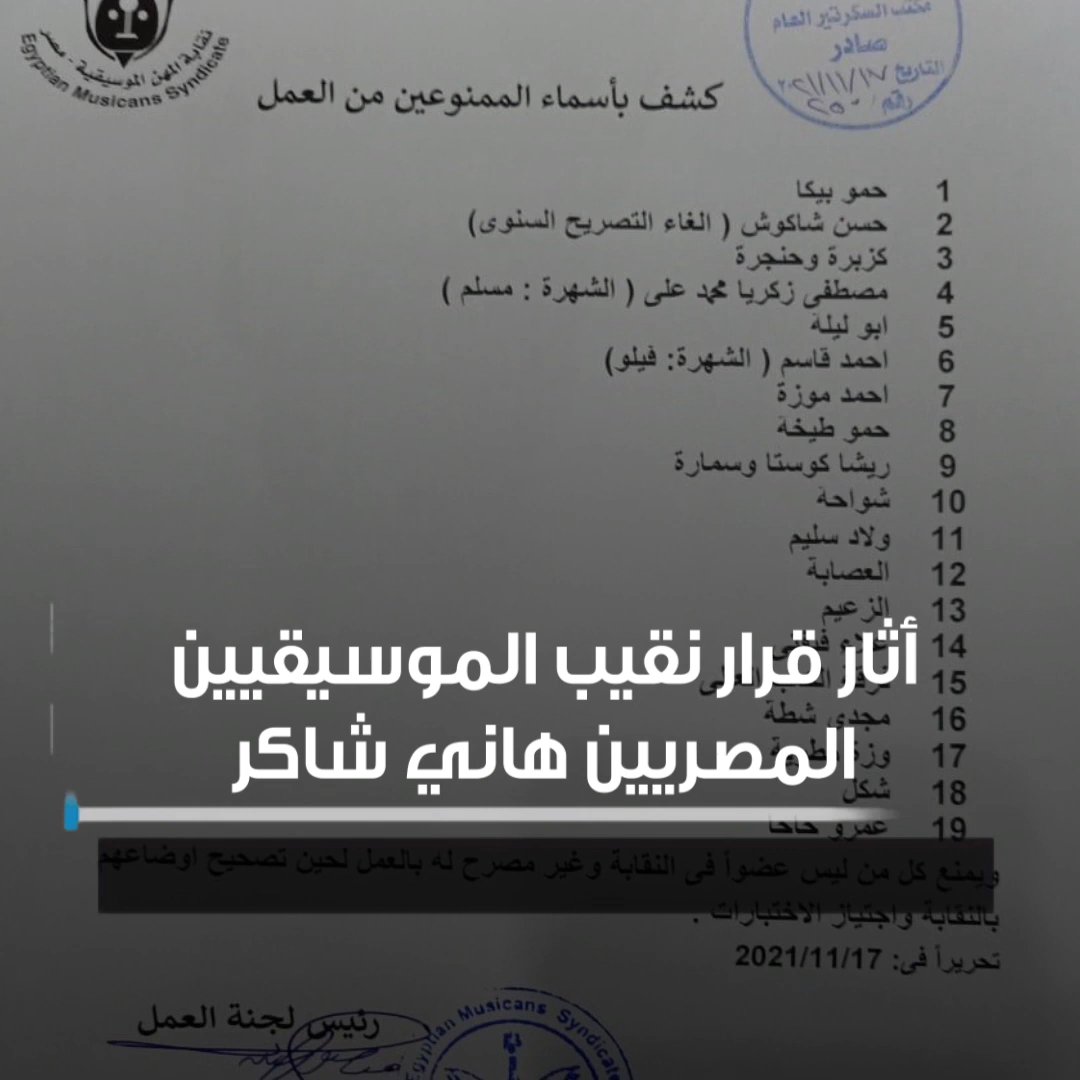 نقابة المهن الموسيقية - مصر
Egyptian Musicans Syndicate
مكتب السكرتير العام
صادر
التاريخ ٢٠٢١/١١/١٧
رقم / ٢٥٠
كشف بأسماء الممنوعين من العمل
1 حمو بيكا
2 حسن شاكوش ( الغاء التصريح السنوى)
3 كزبرة وحنجرة
4 مصطفى زكريا محمد على ( الشهرة : مسلم )
5 ابو ليلة
6 احمد قاسم ( الشهرة: فيلو)
7 احمد موزة
8 حمو طيخة
9 ريشا كوستا وسمارة
10 شواحة
11 ولاد سليم
12 العصابة
13 الزعيم
14
15
16 مجدى شطة
17 وزة
18 شكل
19 عمرو حاحا
أثار قرار نقيب الموسيقيين
المصريين هاني شاكر
ويمنع كل من ليس عضواً فى النقابة وغير مصرح له بالعمل لحين تصحيح اوضاعهم
بالنقابة واجتياز الاختبارات .
تحريراً فى: 2021/11/17
رئيس لجنة العمل
Egyptian Musicans Syndicate